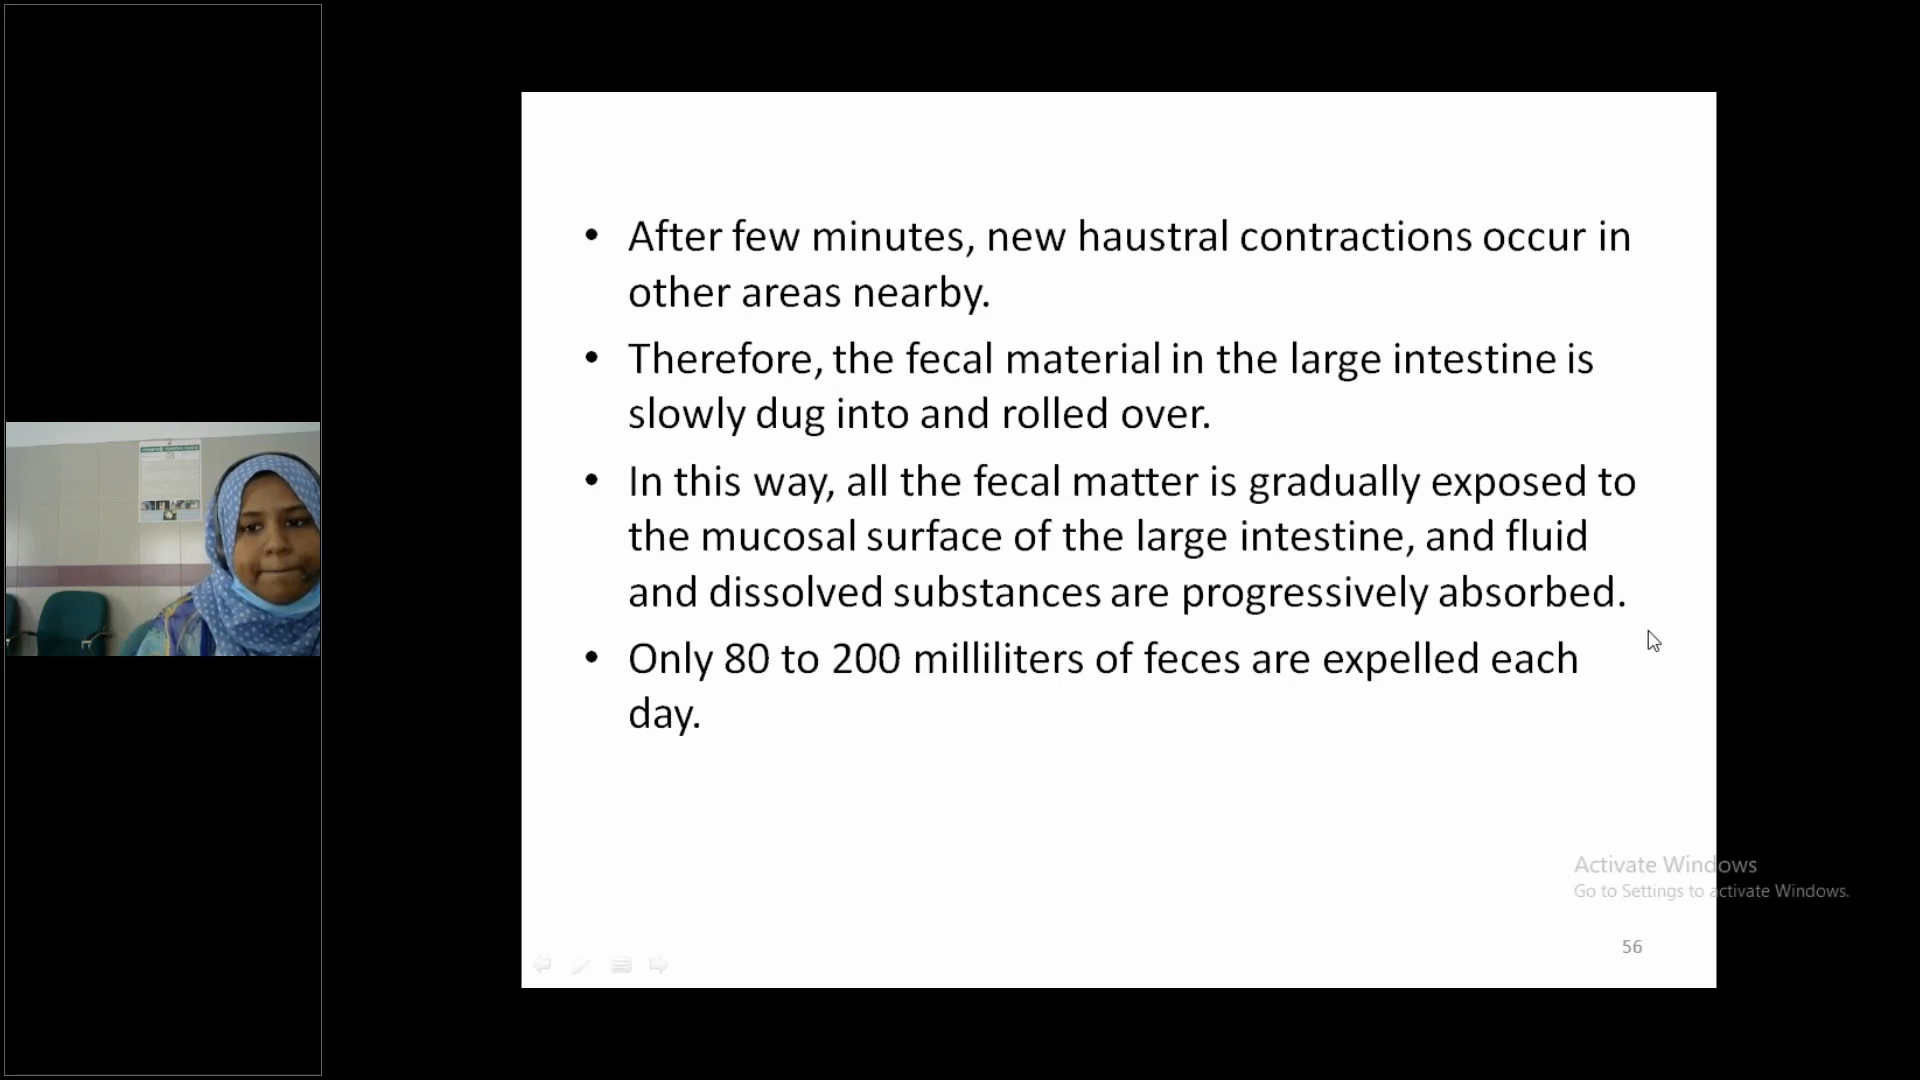 • After few minutes, new haustral contractions occur in
other areas nearby.
• Therefore, the fecal material in the large intestine is
slowly dug into and rolled over.
• In this way, all the fecal matter is gradually exposed to
the mucosal surface of the large intestine, and fluid
and dissolved substances are progressively absorbed.
• Only 80 to 200 milliliters of feces are expelled each
day.
Activate Windows
Go to Settings to activate Windows.
56